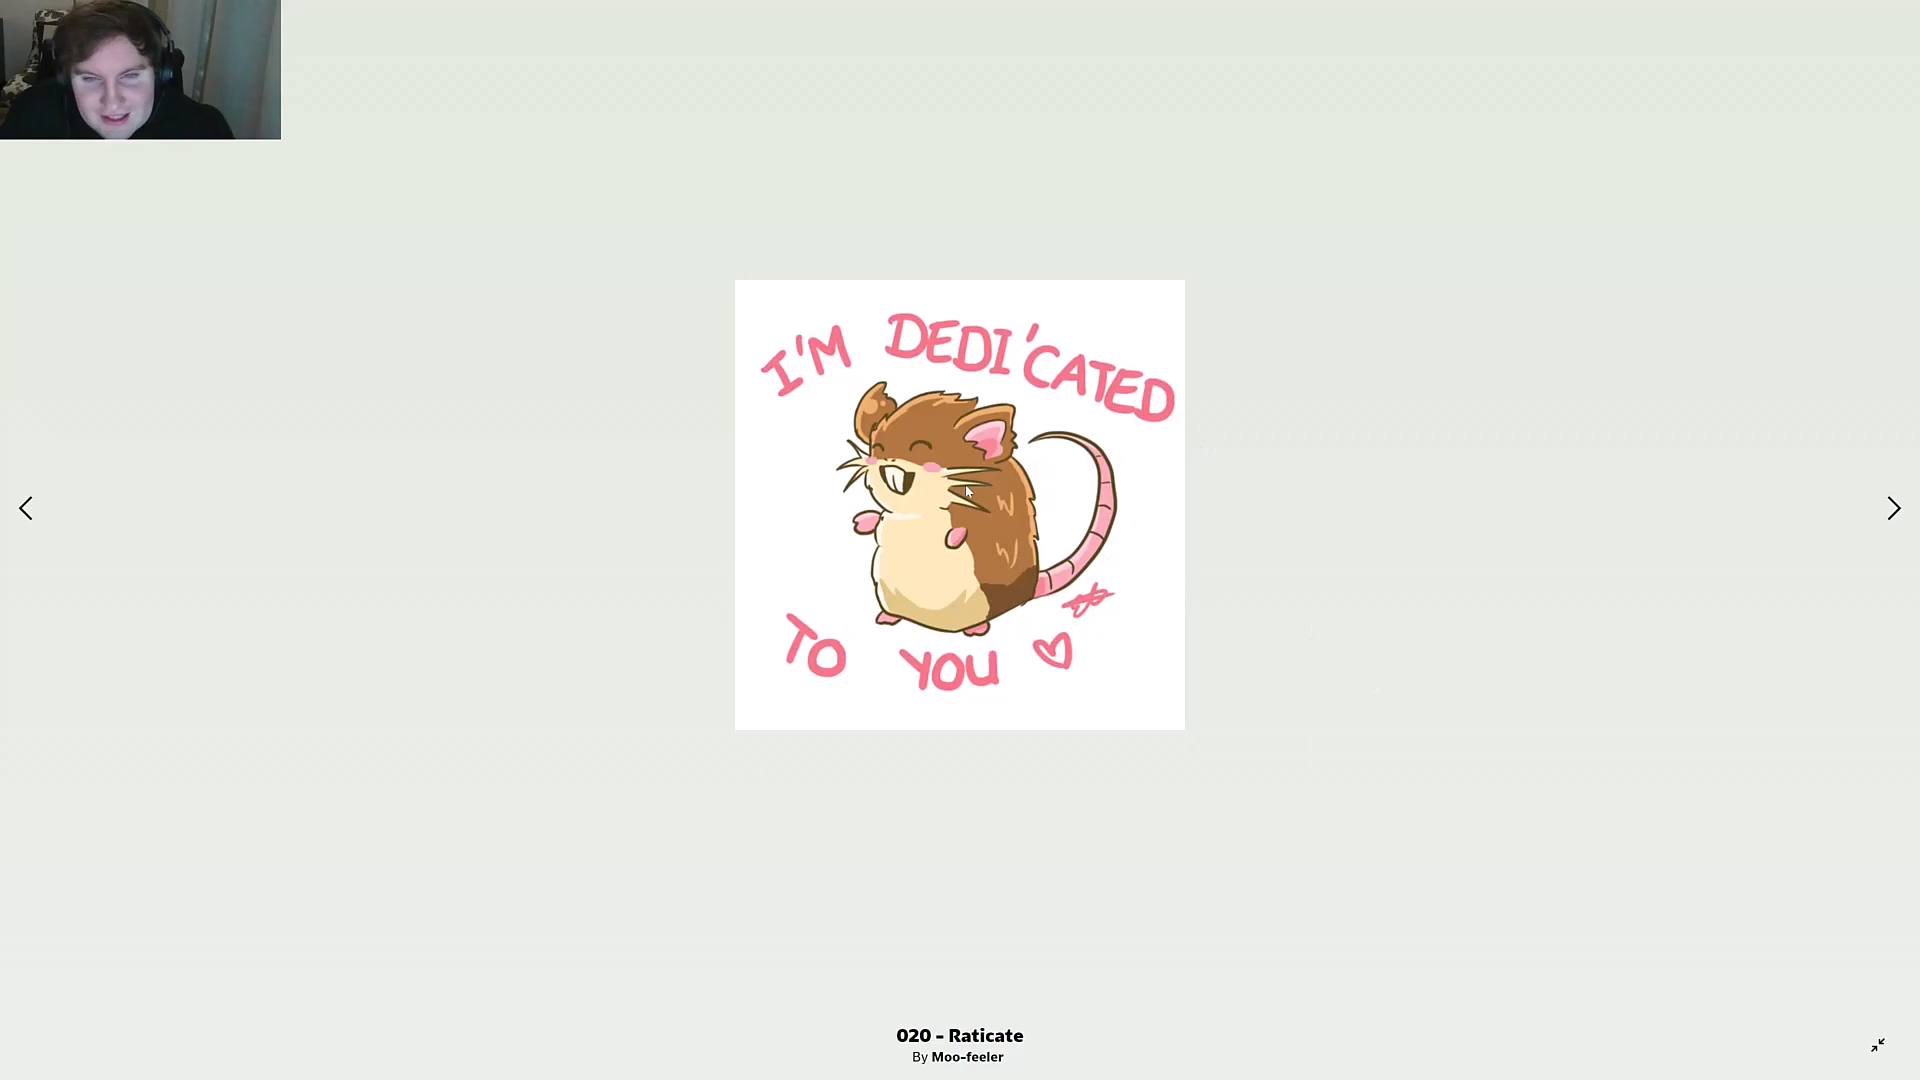 I'M DEDI'CATED
TO YOU
020 - Raticate
By Moo-feeler